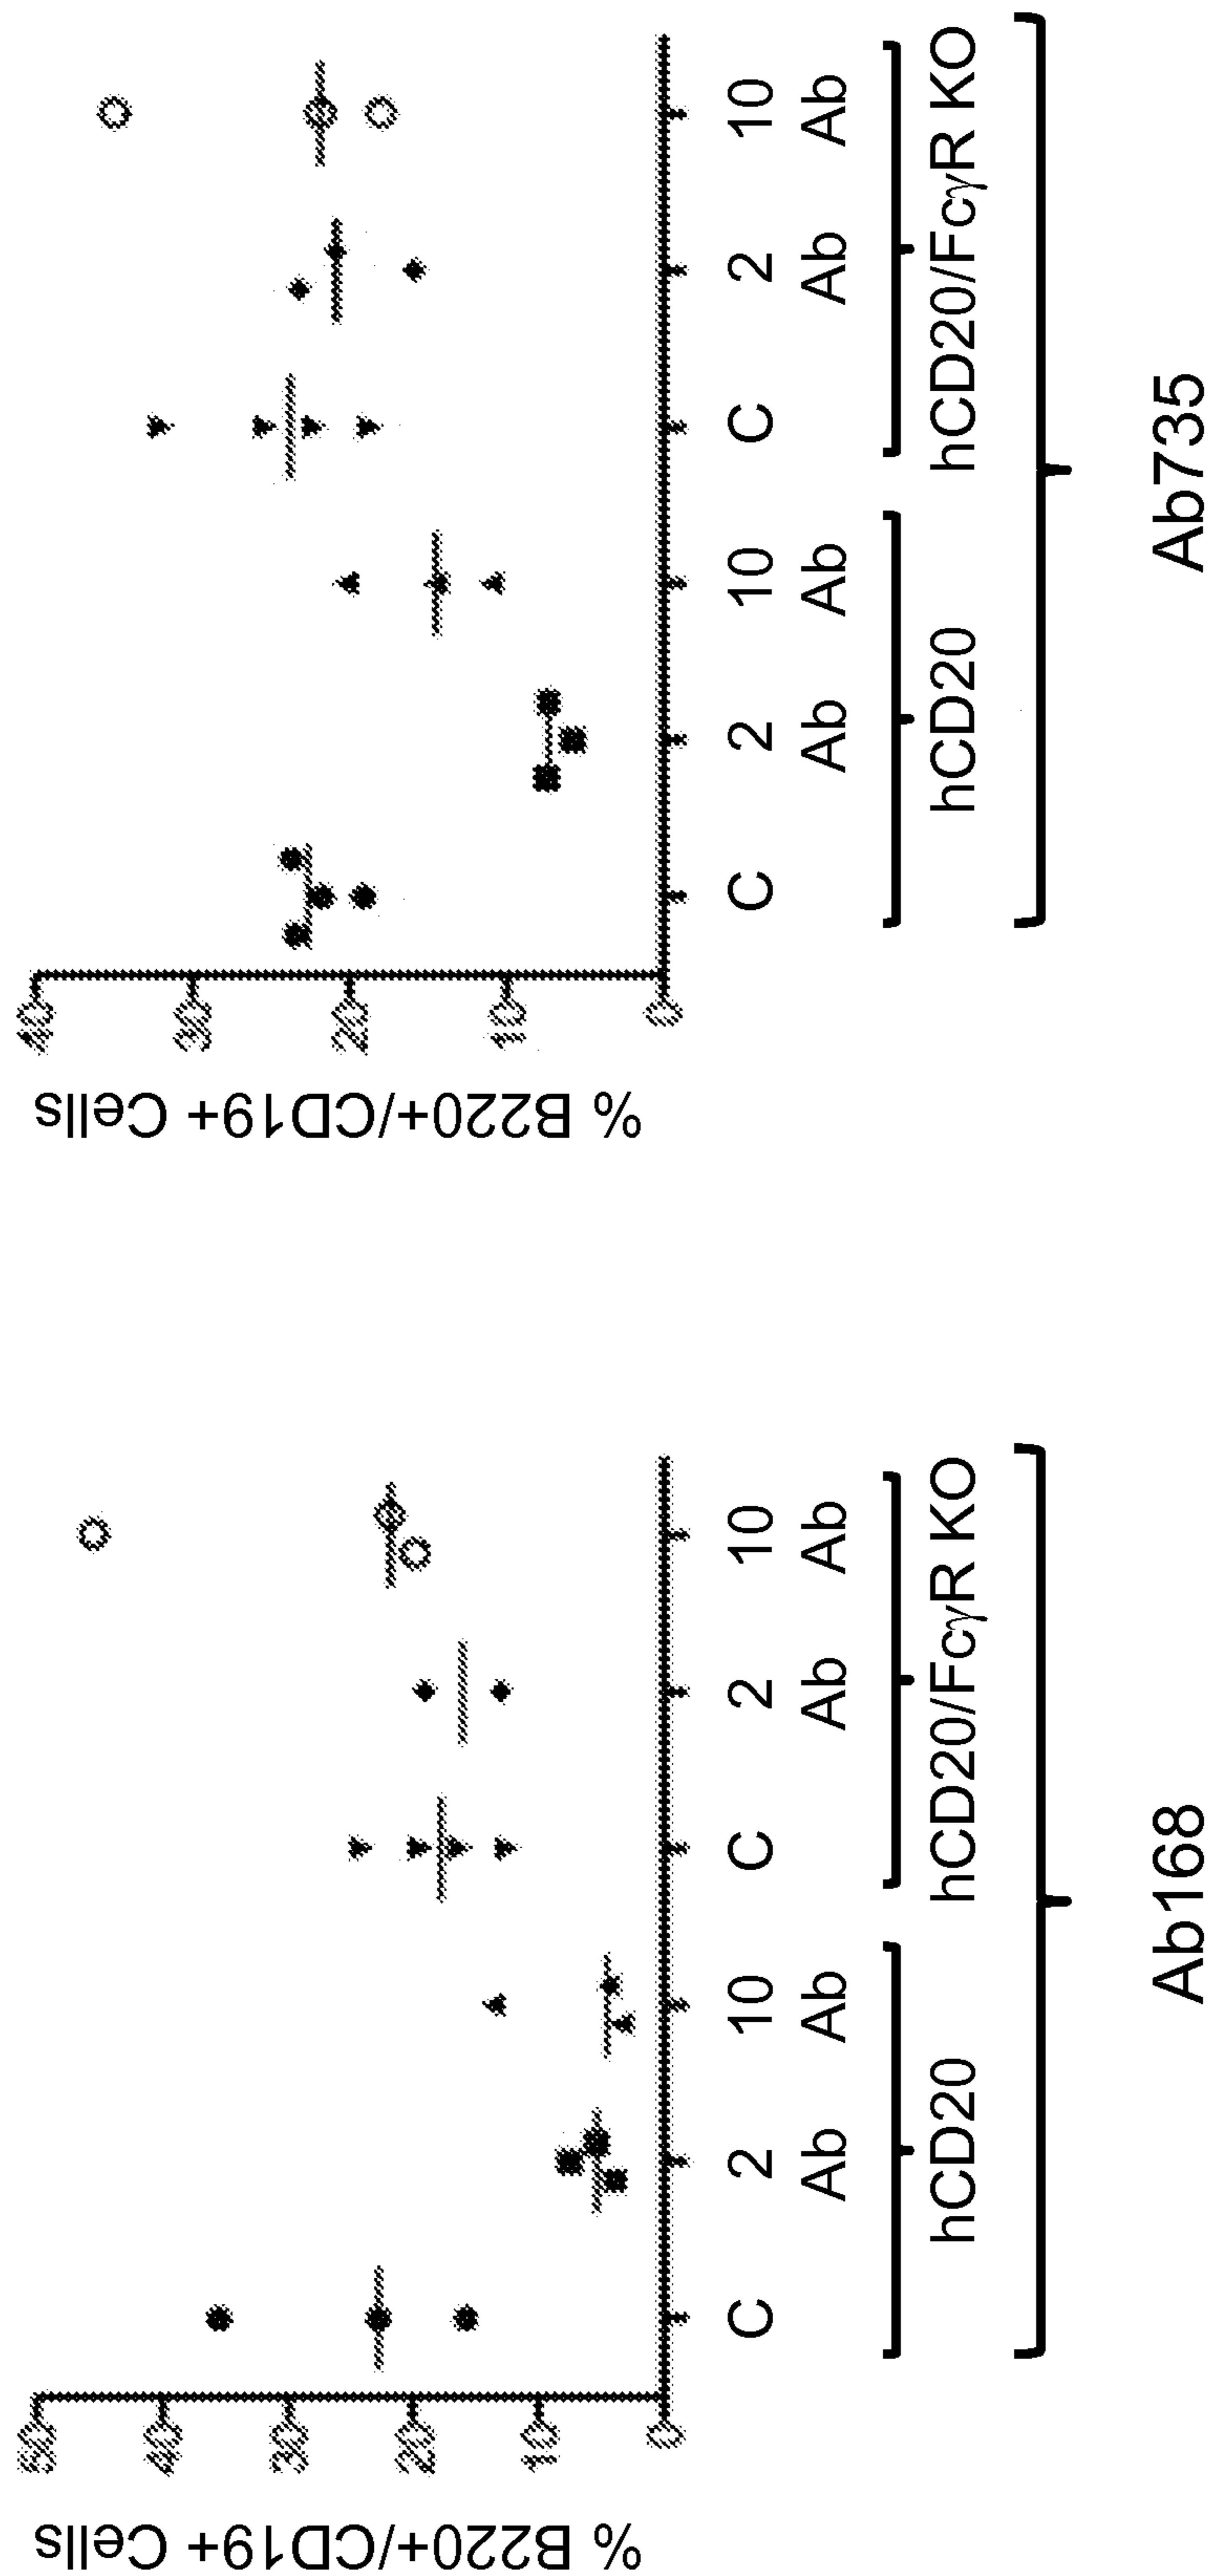 % B220+/CD19+ Cells
50
40
30
20
10
0
C 2 10 C 2 10
Ab Ab Ab Ab
hCD20 hCD20/FcγR KO
Ab168
% B220+/CD19+ Cells
40
30
20
10
0
C 2 10 C 2 10
Ab Ab Ab Ab
hCD20 hCD20/FcγR KO
Ab735